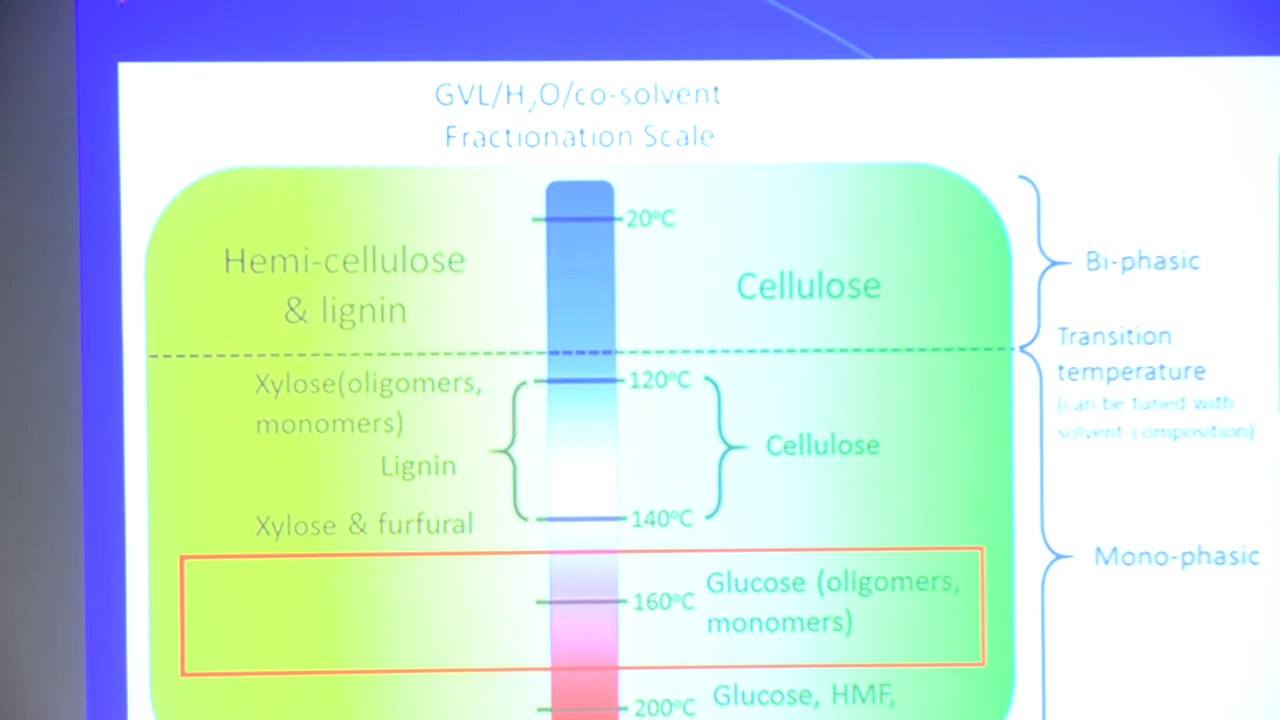 GVL/H₂O/co-solvent
Fractionation Scale
20°C
Hemi-cellulose
& lignin
Cellulose
Bi-phasic
Transition
temperature
(can be tuned with
solvent composition)
Xylose(oligomers,
monomers)
Lignin
120°C
Cellulose
140°C
Xylose & furfural
Mono-phasic
160°C
Glucose (oligomers,
monomers)
200°C
Glucose, HMF,